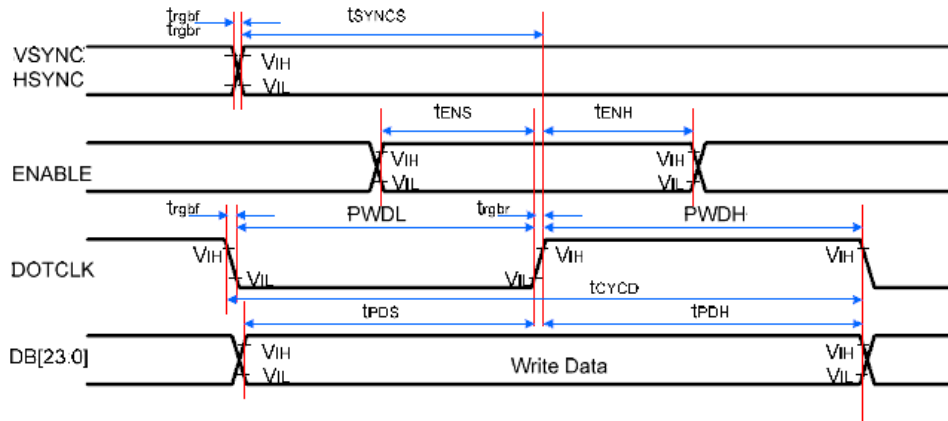 trgbf tSYNCS
trgbr
VSYNC VIH
HSYNC VIL
tENS tENH
ENABLE VIH VIH
VIL VIL
trgbf PWDL trgbr PWDH
DOTCLK VIH VIL VIL VIH VIH
tCYCD
tPDS tPDH
DB[23.0] VIH Write Data VIH
VIL VIL